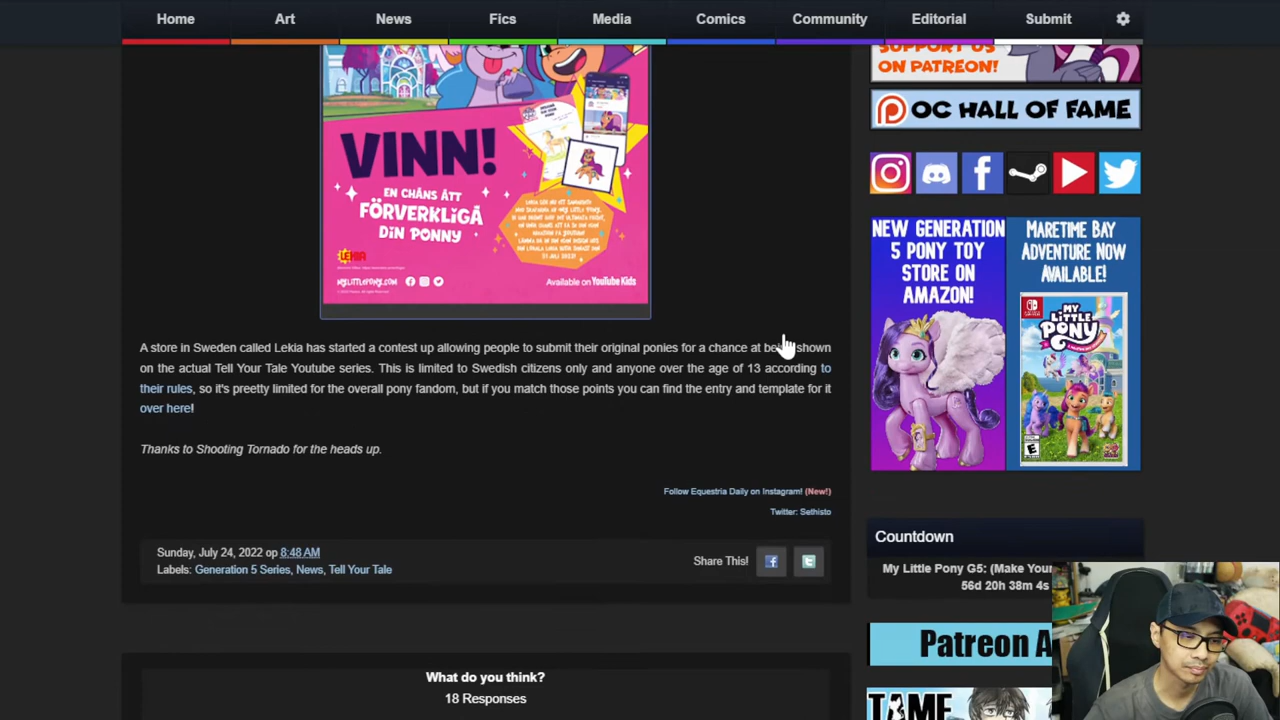 Home Art News Fics Media Comics Community Editorial Submit
VINN!
EN CHANS ATT
FÖRVERKLIGA
DIN PONNY
LEKIA
MYLITTLEPONY.COM
Available on YouTube Kids
A store in Sweden called Lekia has started a contest up allowing people to submit their original ponies for a chance at being shown
on the actual Tell Your Tale Youtube series. This is limited to Swedish citizens only and anyone over the age of 13 according to
their rules, so it's preetty limited for the overall pony fandom, but if you match those points you can find the entry and template for it
over here!
Thanks to Shooting Tornado for the heads up.
Follow Equestria Daily on Instagram! (New!)
Twitter: Sethisto
Sunday, July 24, 2022 op 8:48 AM
Labels: Generation 5 Series, News, Tell Your Tale
Share This!
What do you think?
18 Responses
SUPPORT US
ON PATREON!
OC HALL OF FAME
NEW GENERATION
5 PONY TOY
STORE ON
AMAZON!
MARETIME BAY
ADVENTURE NOW
AVAILABLE!
MY LITTLE
PONY
Countdown
My Little Pony G5: (Make Your
56d 20h 38m 4s
Patreon A
TAME